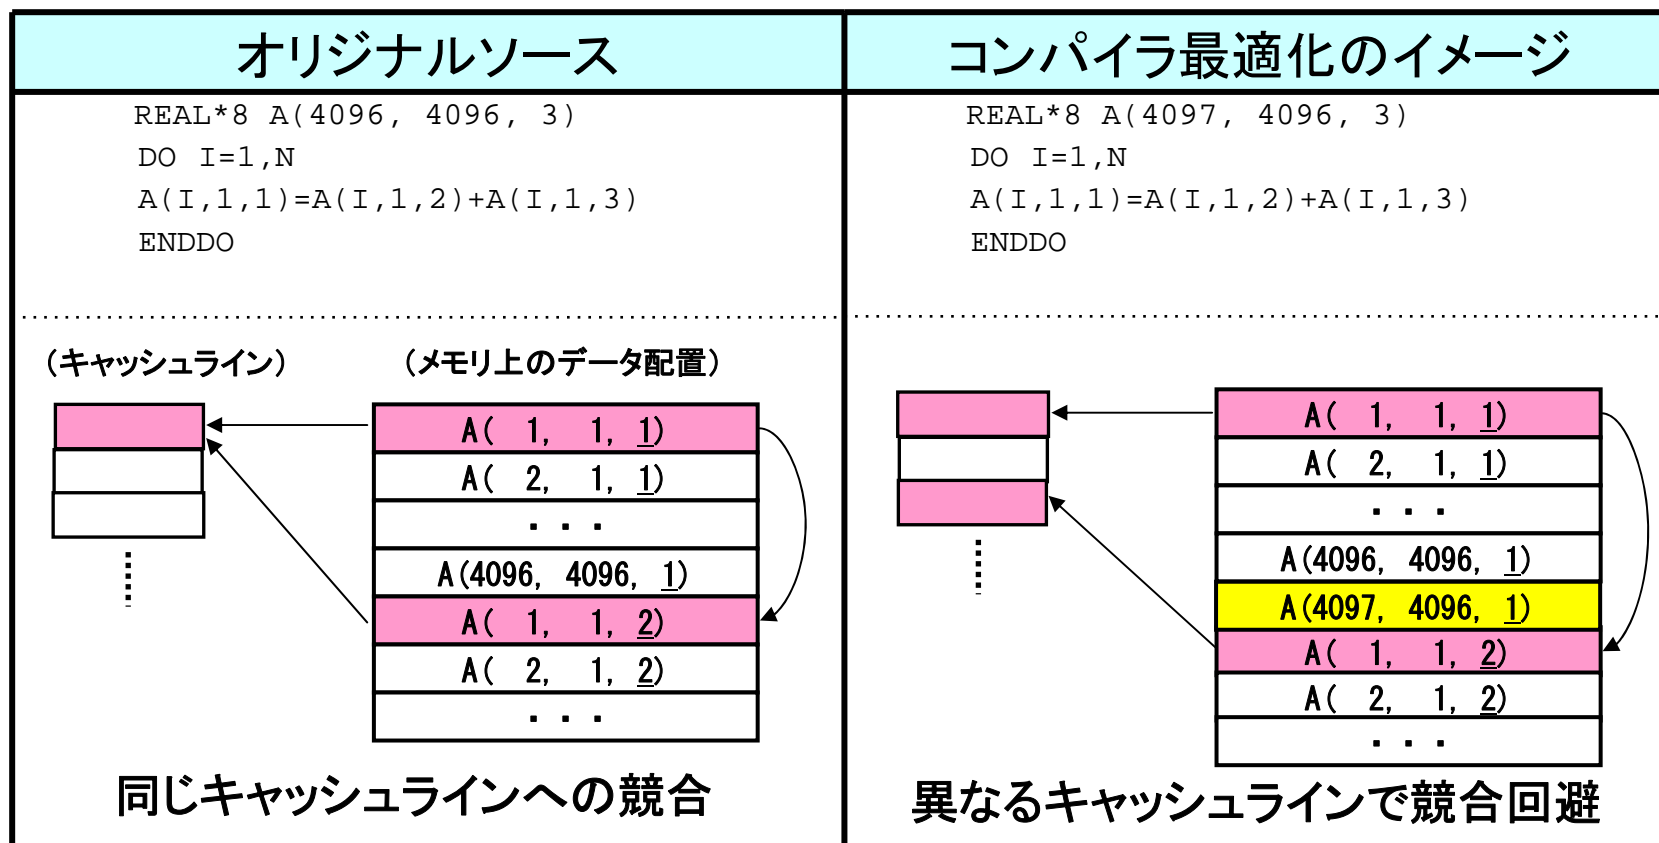 オリジナルソース
REAL*8 A(4096, 4096, 3)
DO I=1,N
A(I,1,1)=A(I,1,2)+A(I,1,3)
ENDDO
（キャッシュライン）
（メモリ上のデータ配置）
A(  1,  1, 1)
A(  2,  1, 1)
・・・
A(4096, 4096, 1)
A(  1,  1, 2)
A(  2,  1, 2)
・・・
同じキャッシュラインへの競合
コンパイラ最適化のイメージ
REAL*8 A(4097, 4096, 3)
DO I=1,N
A(I,1,1)=A(I,1,2)+A(I,1,3)
ENDDO
A(  1,  1, 1)
A(  2,  1, 1)
・・・
A(4096, 4096, 1)
A(4097, 4096, 1)
A(  1,  1, 2)
A(  2,  1, 2)
・・・
異なるキャッシュラインで競合回避